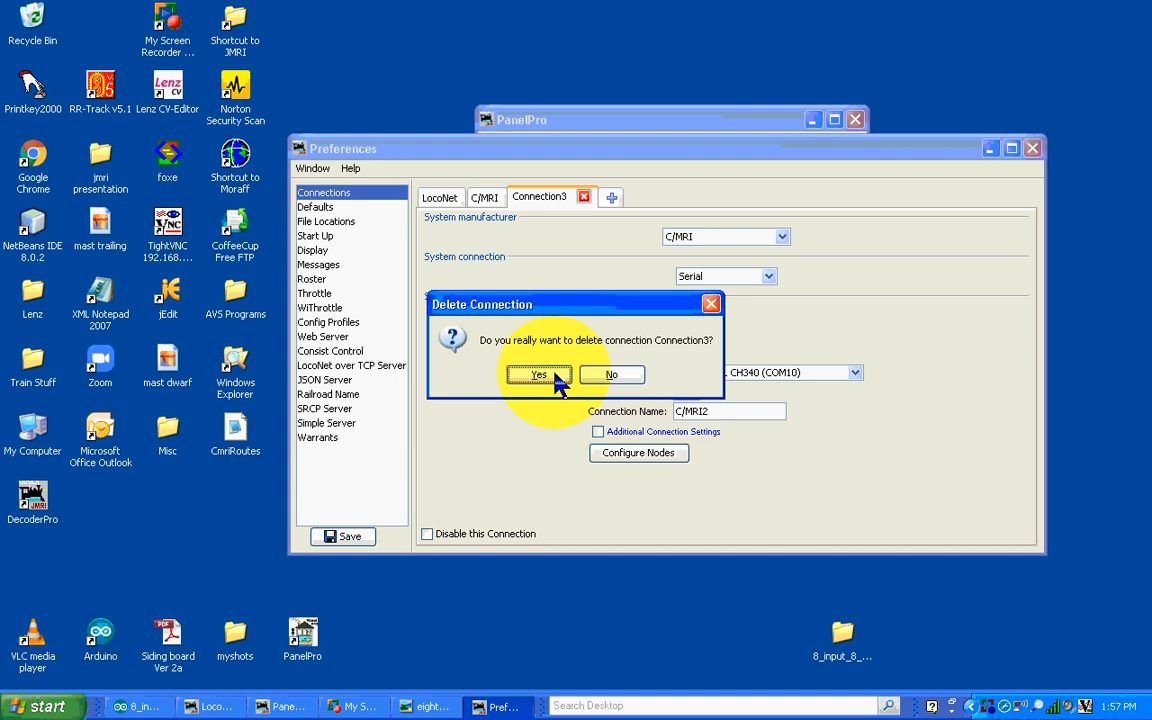 Recycle Bin
My Screen
Recorder ...
Shortcut to
JMRI
Printkey2000
RR-Track v5.1
Lenz CV-Editor
Norton
Security Scan
Google
Chrome
jmri
presentation
foxe
Shortcut to
Moraff
NetBeans IDE
8.0.2
mast trailing
TightVNC
192.168....
CoffeeCup
Free FTP
Lenz
XML Notepad
2007
jEdit
AVS Programs
Train Stuff
Zoom
mast dwarf
Windows
Explorer
My Computer
Microsoft
Office Outlook
Misc
CmriRoutes
DecoderPro
VLC media
player
Arduino
Siding board
Ver 2a
myshots
PanelPro
8_input_8_...
PanelPro
Preferences
Window Help
Connections
Defaults
File Locations
Start Up
Display
Messages
Roster
Throttle
WiThrottle
Config Profiles
Web Server
Consist Control
LocoNet over TCP Server
JSON Server
Railroad Name
SRCP Server
Simple Server
Warrants
Save
LocoNet C/MRI Connection3
System manufacturer
C/MRI
System connection
Serial
Delete Connection
Do you really want to delete connection Connection3?
Yes No
CH340 (COM10)
Connection Name: C/MRI2
Additional Connection Settings
Configure Nodes
Disable this Connection
start
8_in...
Loco...
Pane...
My S...
eight...
Pref...
Search Desktop
1:57 PM